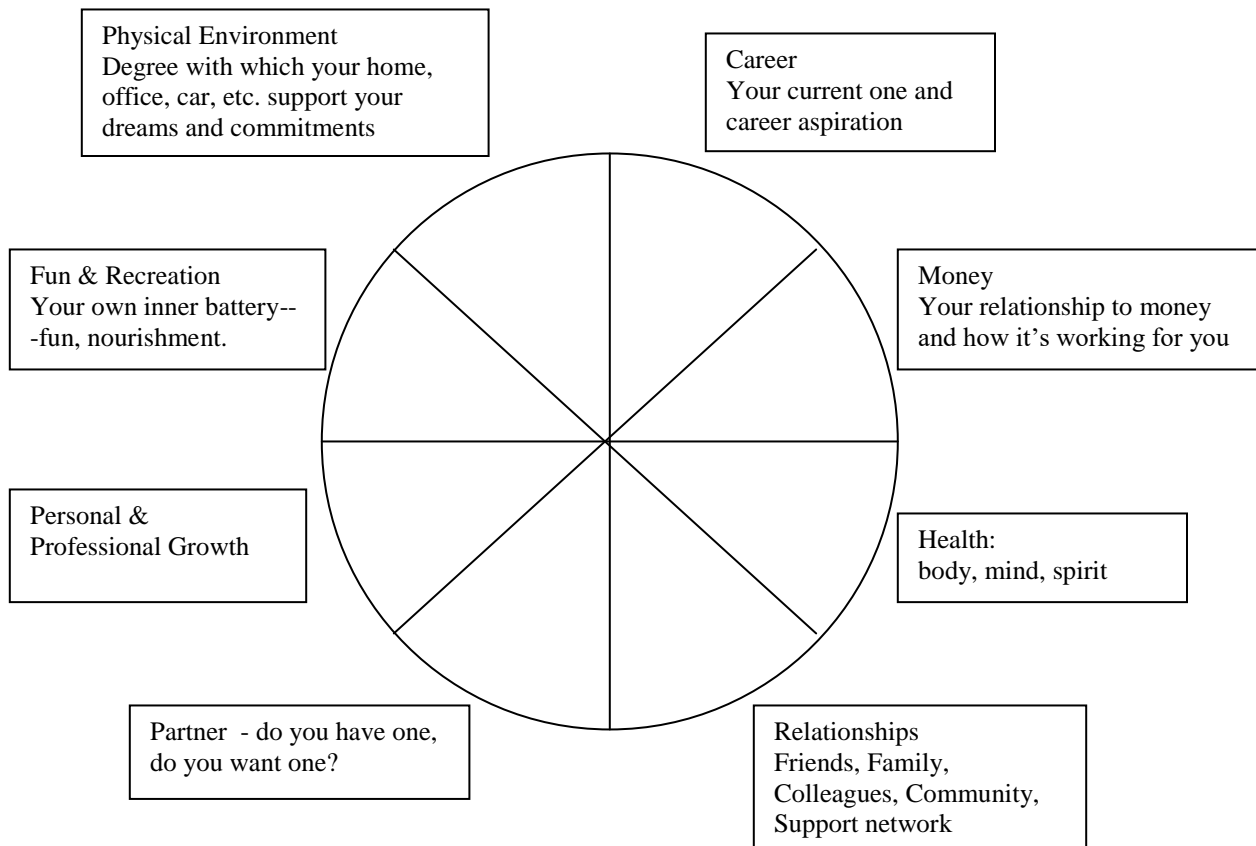 Physical Environment
Degree with which your home,
office, car, etc. support your
dreams and commitments
Career
Your current one and
career aspiration
Fun & Recreation
Your own inner battery--
-fun, nourishment.
Money
Your relationship to money
and how it’s working for you
Personal &
Professional Growth
Health:
body, mind, spirit
Partner  - do you have one,
do you want one?
Relationships
Friends, Family,
Colleagues, Community,
Support network